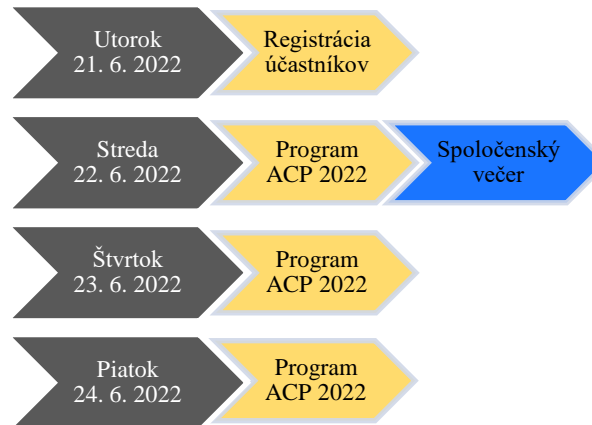 Utorok
21. 6. 2022
Registrácia
účastníkov
Streda
22. 6. 2022
Program
ACP 2022
Spoločenský
večer
Štvrtok
23. 6. 2022
Program
ACP 2022
Piatok
24. 6. 2022
Program
ACP 2022